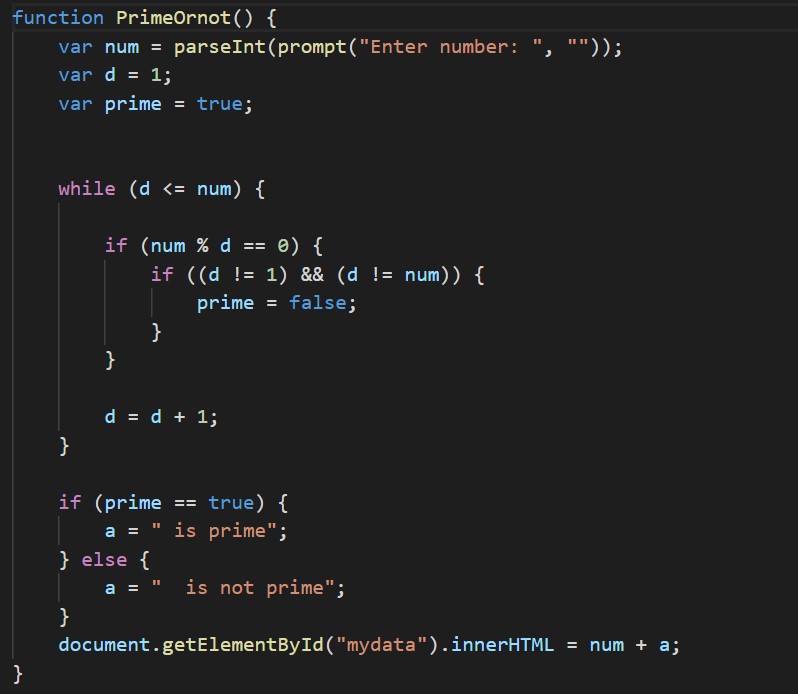 function PrimeOrnot() {
    var num = parseInt(prompt("Enter number: ", ""));
    var d = 1;
    var prime = true;
    while (d <= num) {
        if (num % d == 0) {
            if ((d != 1) && (d != num)) {
                prime = false;
            }
        }
        d = d + 1;
    }
    if (prime == true) {
        a = " is prime";
    } else {
        a = "  is not prime";
    }
    document.getElementById("mydata").innerHTML = num + a;
}